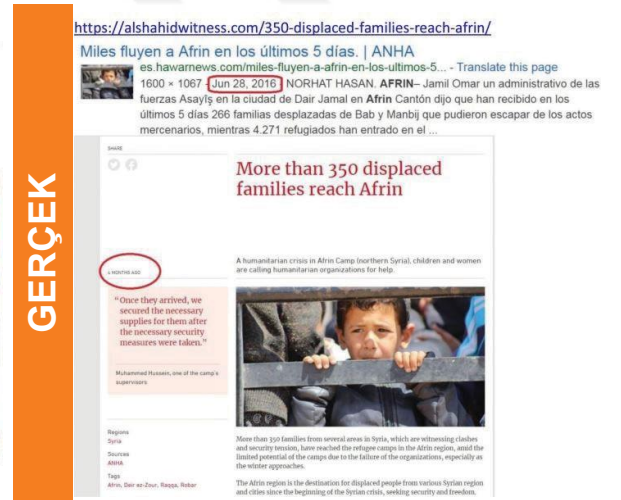 https://alshahidwitness.com/350-displaced-families-reach-afrin/
Miles fluyen a Afrin en los últimos 5 días. | ANHA
es.hawarnews.com/miles-fluyen-a-afrin-en-los-ultimos-5... - Translate this page
1600 × 1067 - Jun 28, 2016 - NORHAT HASAN. AFRIN– Jamil Omar un administrativo de las
fuerzas Asayîş en la ciudad de Dair Jamal en Afrin Cantón dijo que han recibido en los
últimos 5 días 266 familias desplazadas de Bab y Manbij que pudieron escapar de los actos
mercenarios, mientras 4.271 refugiados han entrado en el ...
GERÇEK
SHARE
More than 350 displaced
families reach Afrin
A humanitarian crisis in Afrin Camp (northern Syria), children and women
are calling humanitarian organizations for help.
MONTHS AGO
“Once they arrived, we
secured the necessary
supplies for them after
the necessary security
measures were taken.”
Muhammed Hussein, one of the camp's
supervisors
Regions
Syria
Sources
ANHA
Tags
Afrin, Dair ez-Zour, Raqqa, Robar
More than 350 families from several areas in Syria, which are witnessing clashes
and security tension, have reached the refugee camps in the Afrin region, amid the
limited potential of the camps due to the failure of the organizations, especially as
the winter approaches.
The Afrin region is the destination for displaced people from various Syrian region
and cities since the beginning of the Syrian crisis, seeking security and freedom.